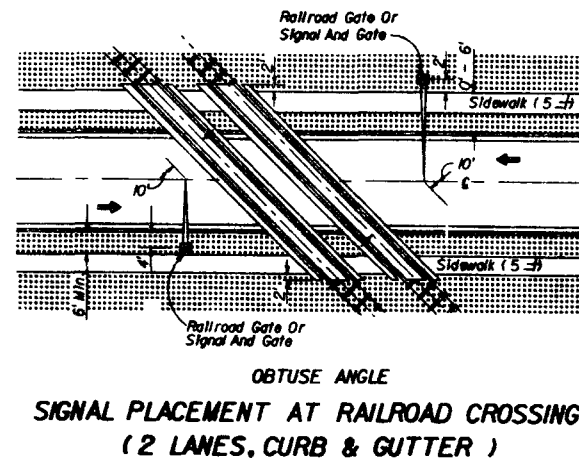 Railroad Gate Or
Signal And Gate
2'
2'
0' - 6'
Sidewalk (5'±)
10'
10'
℄
4'
6' Min.
2'
Sidewalk (5'±)
Railroad Gate Or
Signal And Gate
OBTUSE ANGLE
SIGNAL PLACEMENT AT RAILROAD CROSSING
( 2 LANES, CURB & GUTTER )